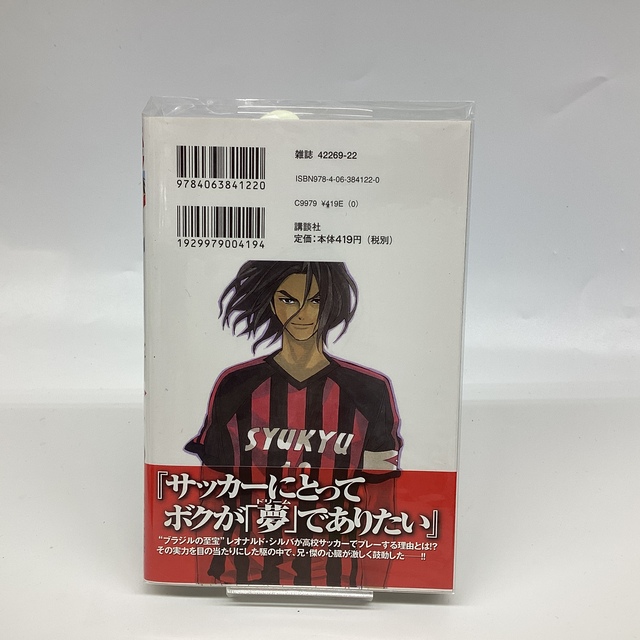 9784063841220
雑誌 42269-22
ISBN978-4-06-384122-0
C9979 ¥419E (0)
1929979004194
講談社
定価:本体419円(税別)
SYUKYU
10
『サッカーにとって
ボクが「夢」でありたい』
ドリーム
“ブラジルの至宝”レオナルド・シルバが高校サッカーでプレーする理由とは!?
その実力を目の当たりにした駆の中で、兄・傑の心臓が激しく鼓動した――!!